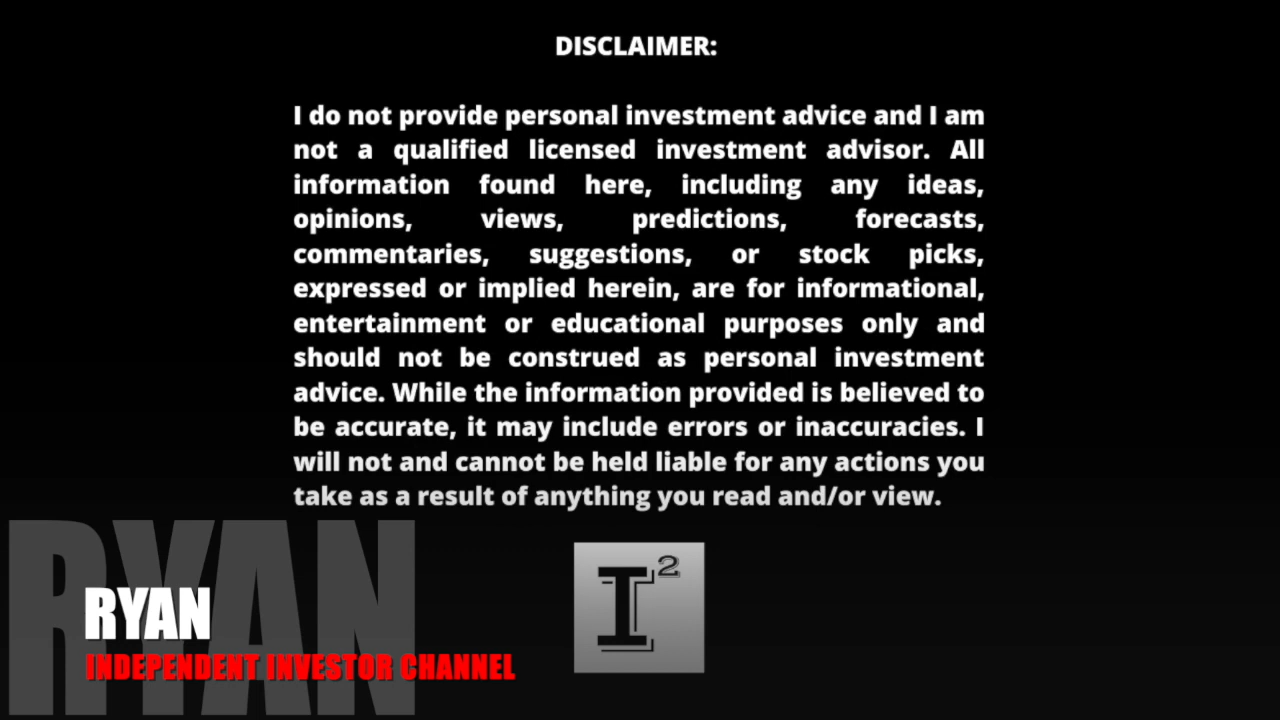 DISCLAIMER:
I do not provide personal investment advice and I am
not a qualified licensed investment advisor. All
information found here, including any ideas,
opinions, views, predictions, forecasts,
commentaries, suggestions, or stock picks,
expressed or implied herein, are for informational,
entertainment or educational purposes only and
should not be construed as personal investment
advice. While the information provided is believed to
be accurate, it may include errors or inaccuracies. I
will not and cannot be held liable for any actions you
take as a result of anything you read and/or view.
RYAN
RYAN
INDEPENDENT INVESTOR CHANNEL
I²